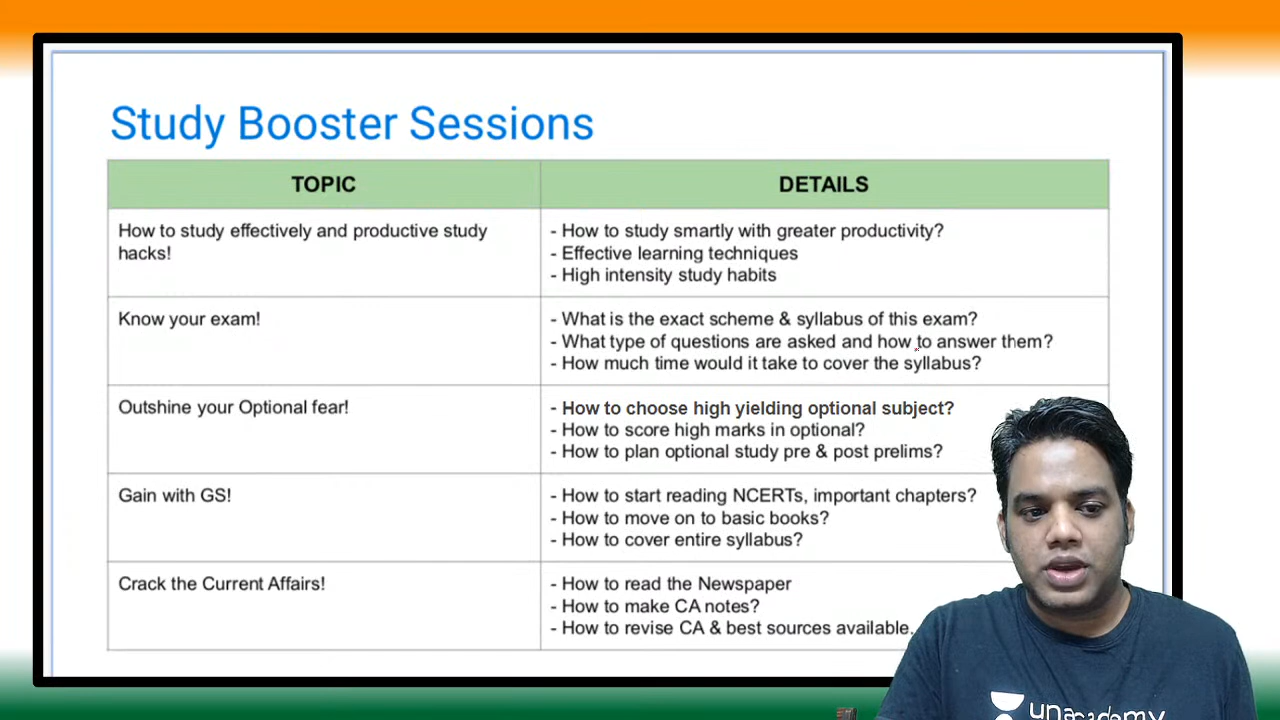 Study Booster Sessions
TOPIC
DETAILS
How to study effectively and productive study
hacks!
- How to study smartly with greater productivity?
- Effective learning techniques
- High intensity study habits
Know your exam!
- What is the exact scheme & syllabus of this exam?
- What type of questions are asked and how to answer them?
- How much time would it take to cover the syllabus?
Outshine your Optional fear!
- How to choose high yielding optional subject?
- How to score high marks in optional?
- How to plan optional study pre & post prelims?
Gain with GS!
- How to start reading NCERTs, important chapters?
- How to move on to basic books?
- How to cover entire syllabus?
Crack the Current Affairs!
- How to read the Newspaper
- How to make CA notes?
- How to revise CA & best sources available.
unacademy